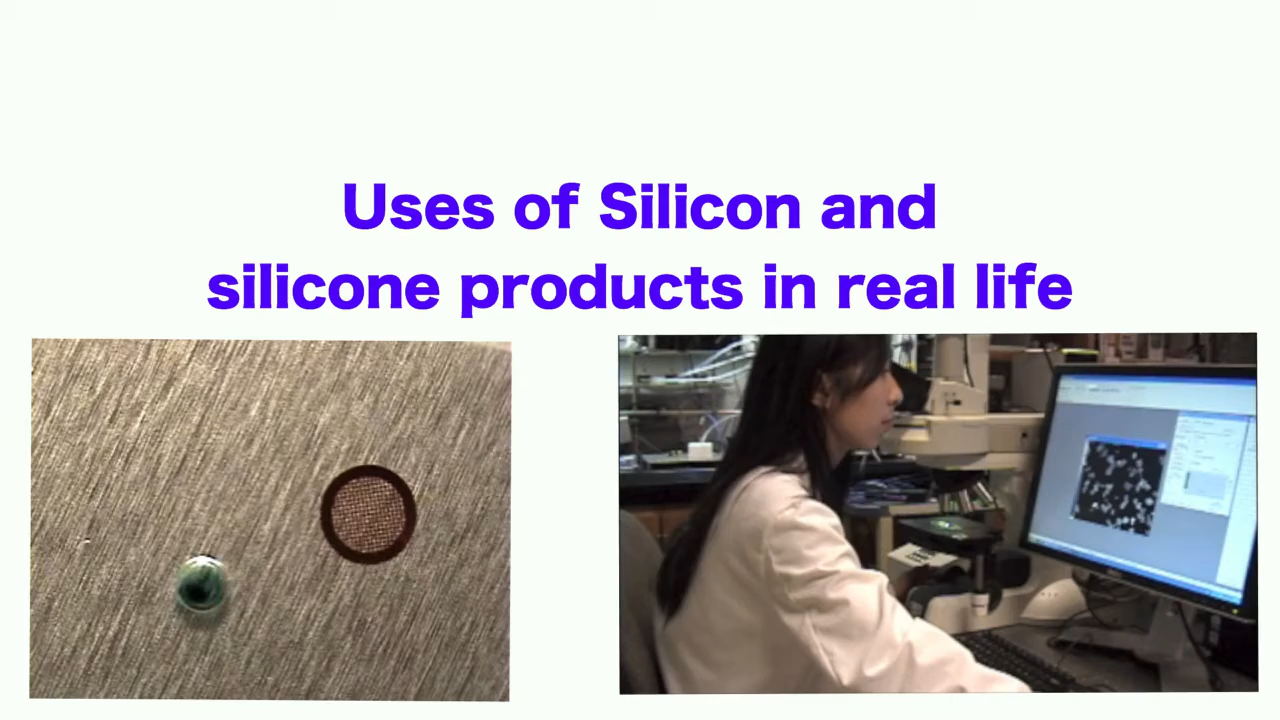 Uses of Silicon and
silicone products in real life